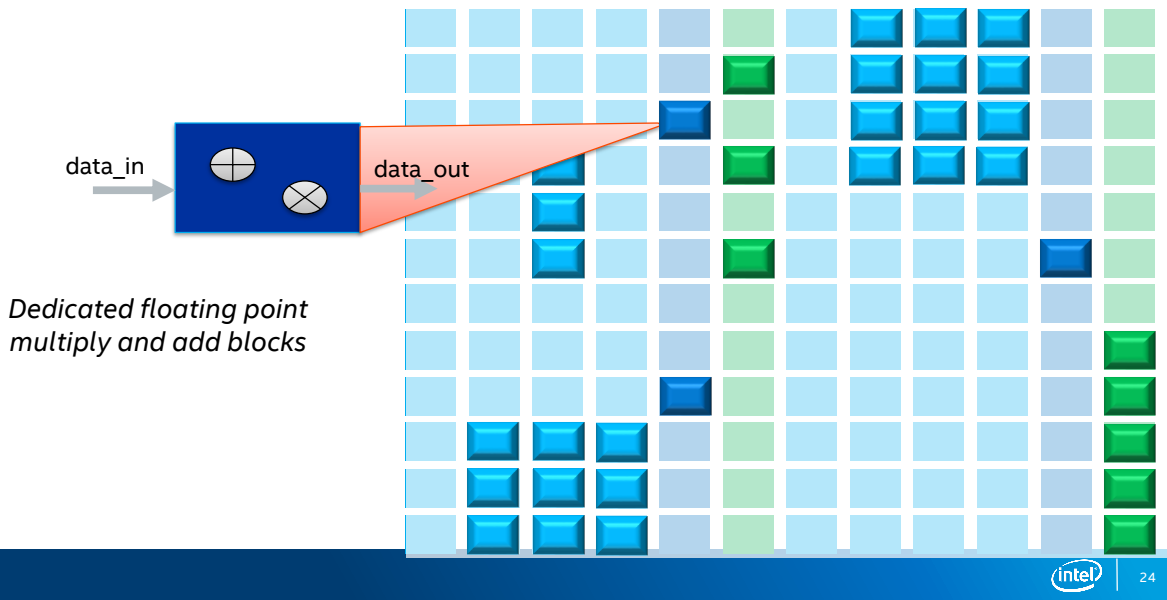 data_in
data_out
Dedicated floating point
multiply and add blocks
intel
24